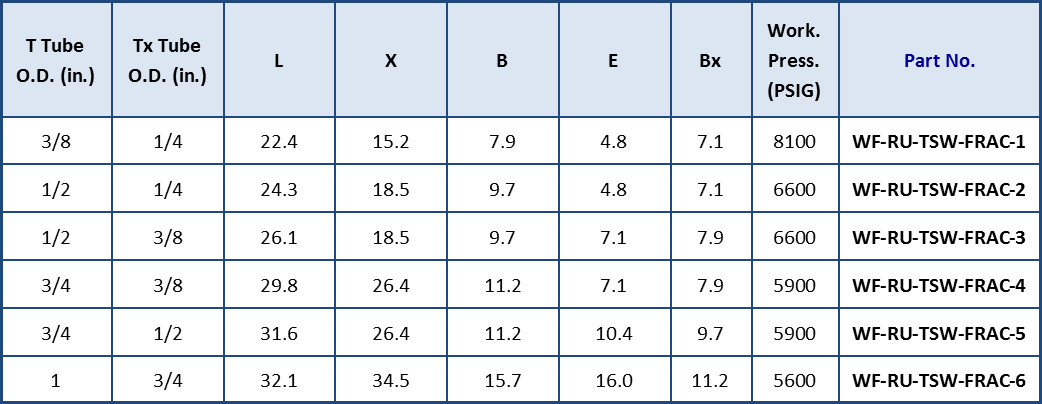 T Tube O.D. (in.) Tx Tube O.D. (in.) L X B E Bx Work. Press. (PSIG) Part No.
3/8 1/4 22.4 15.2 7.9 4.8 7.1 8100 WF-RU-TSW-FRAC-1
1/2 1/4 24.3 18.5 9.7 4.8 7.1 6600 WF-RU-TSW-FRAC-2
1/2 3/8 26.1 18.5 9.7 7.1 7.9 6600 WF-RU-TSW-FRAC-3
3/4 3/8 29.8 26.4 11.2 7.1 7.9 5900 WF-RU-TSW-FRAC-4
3/4 1/2 31.6 26.4 11.2 10.4 9.7 5900 WF-RU-TSW-FRAC-5
1 3/4 32.1 34.5 15.7 16.0 11.2 5600 WF-RU-TSW-FRAC-6